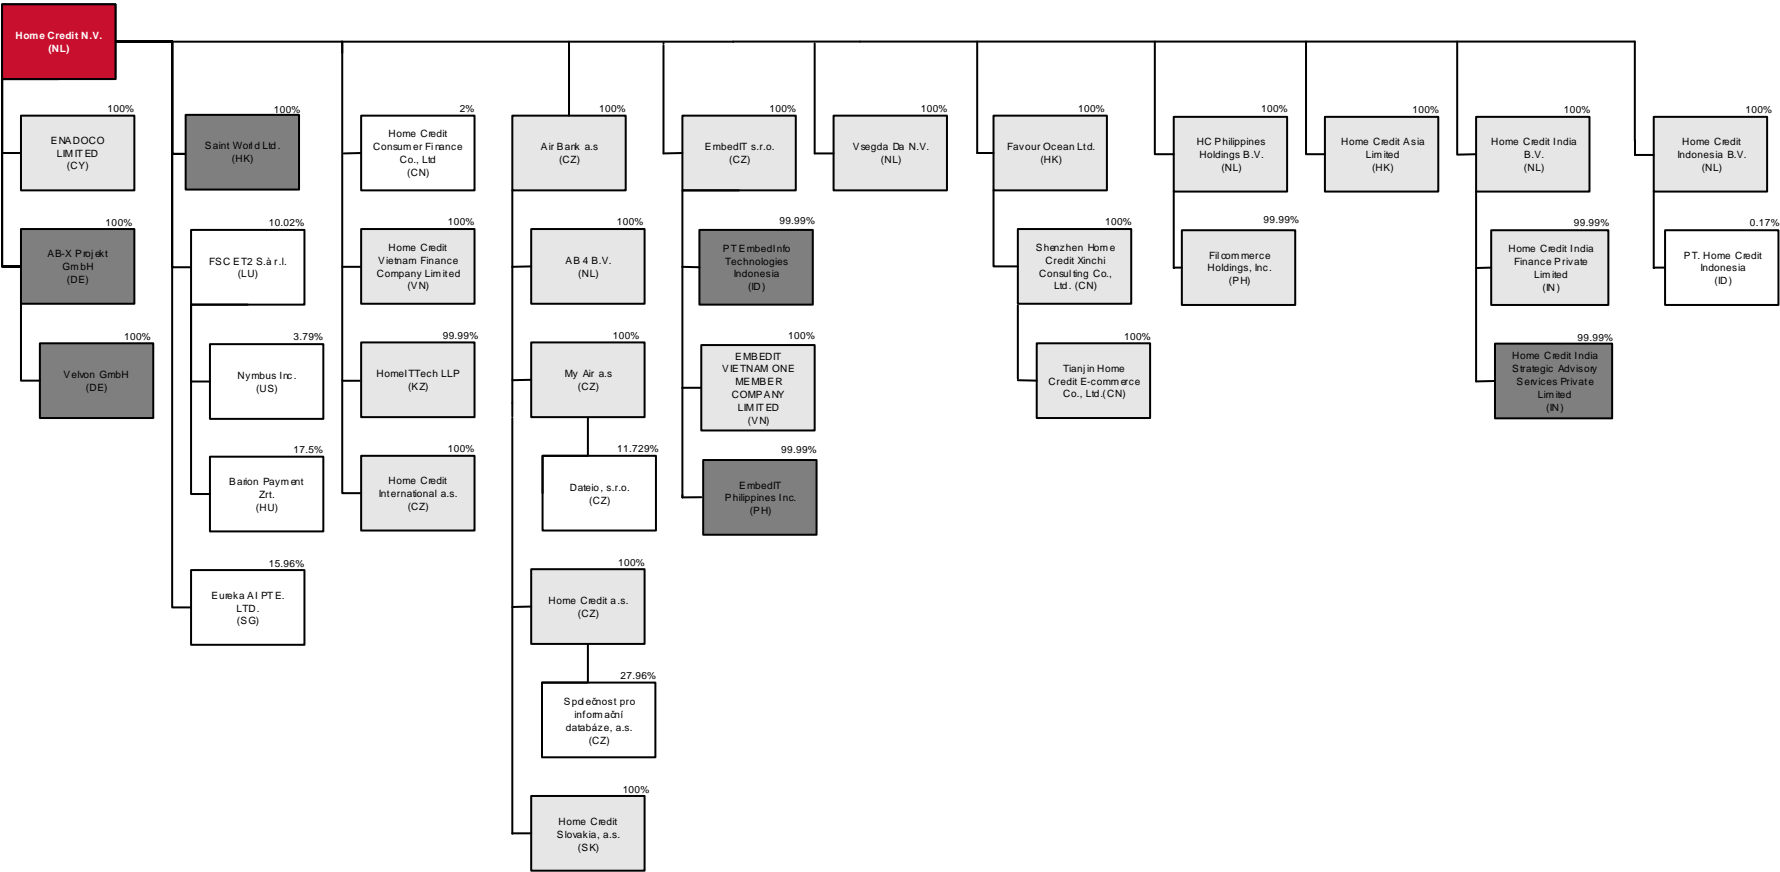 Home Credit N.V.
(NL)
100%
ENADOCO
LIMITED
(CY)
100%
AB-X Projekt
GmbH
(DE)
100%
Velvon GmbH
(DE)
100%
Saint World Ltd.
(HK)
10.02%
FSC ET2 S.à r.l.
(LU)
3.79%
Nymbus Inc.
(US)
17.5%
Barion Payment
Zrt.
(HU)
15.96%
Eureka AI PTE.
LTD.
(SG)
2%
Home Credit
Consumer Finance
Co., Ltd
(CN)
100%
Home Credit
Vietnam Finance
Company Limited
(VN)
99.99%
HomeITTech LLP
(KZ)
100%
Home Credit
International a.s.
(CZ)
100%
Air Bank a.s
(CZ)
100%
AB 4 B.V.
(NL)
100%
My Air a.s
(CZ)
11.729%
Dateio, s.r.o.
(CZ)
100%
Home Credit a.s.
(CZ)
27.96%
Společnost pro
informační
databáze, a.s.
(CZ)
100%
Home Credit
Slovakia, a.s.
(SK)
100%
EmbedIT s.r.o.
(CZ)
99.99%
PT EmbedInfo
Technologies
Indonesia
(ID)
100%
EMBEDIT
VIETNAM ONE
MEMBER
COMPANY
LIMITED
(VN)
99.99%
EmbedIT
Philippines Inc.
(PH)
100%
Vsegda Da N.V.
(NL)
100%
Favour Ocean Ltd.
(HK)
100%
Shenzhen Home
Credit Xinchi
Consulting Co.,
Ltd. (CN)
100%
Tianjin Home
Credit E-commerce
Co., Ltd.(CN)
100%
HC Philippines
Holdings B.V.
(NL)
99.99%
Filcommerce
Holdings, Inc.
(PH)
100%
Home Credit Asia
Limited
(HK)
100%
Home Credit India
B.V.
(NL)
99.99%
Home Credit India
Finance Private
Limited
(IN)
99.99%
Home Credit India
Strategic Advisory
Services Private
Limited
(IN)
100%
Home Credit
Indonesia B.V.
(NL)
0.17%
PT. Home Credit
Indonesia
(ID)